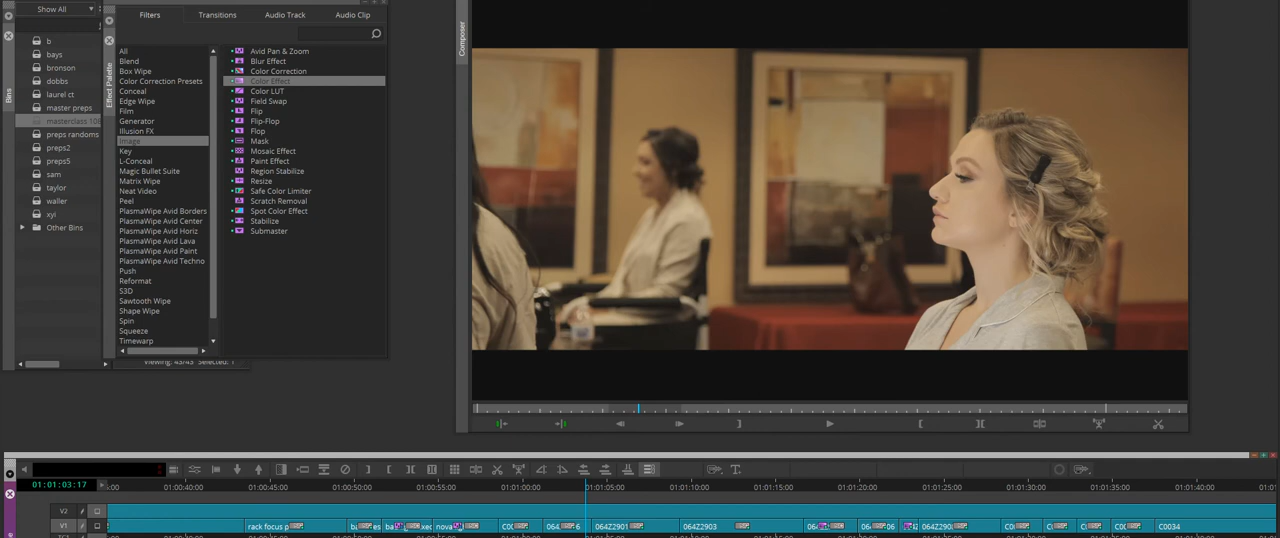 Show All
Bins
b
bays
bronson
dobbs
laurel ct
master preps
masterclass 108
preps randoms
preps2
preps5
sam
taylor
waller
xyi
Other Bins
Effect Palette
Filters Transitions Audio Track Audio Clip
All
Blend
Box Wipe
Color Correction Presets
Conceal
Edge Wipe
Film
Generator
Illusion FX
Image
Key
L-Conceal
Magic Bullet Suite
Matrix Wipe
Neat Video
Peel
PlasmaWipe Avid Borders
PlasmaWipe Avid Center
PlasmaWipe Avid Horiz
PlasmaWipe Avid Lava
PlasmaWipe Avid Paint
PlasmaWipe Avid Techno
Push
Reformat
S3D
Sawtooth Wipe
Shape Wipe
Spin
Squeeze
Timewarp
Avid Pan & Zoom
Blur Effect
Color Correction
Color Effect
Color LUT
Field Swap
Flip
Flip-Flop
Flop
Mask
Mosaic Effect
Paint Effect
Region Stabilize
Resize
Safe Color Limiter
Scratch Removal
Spot Color Effect
Stabilize
Submaster
Viewing: 43/43 Selected: 1
Composer
01:01:03:17
:00 01:00:40:00 01:00:45:00 01:00:50:00 01:00:55:00 01:01:00:00 01:01:05:00 01:01:10:00 01:01:15:00 01:01:20:00 01:01:25:00 01:01:30:00 01:01:35:00 01:01:40:00
V2
V1 rack focus p 064Z2901 064Z2903 064Z290 C0034
TC1